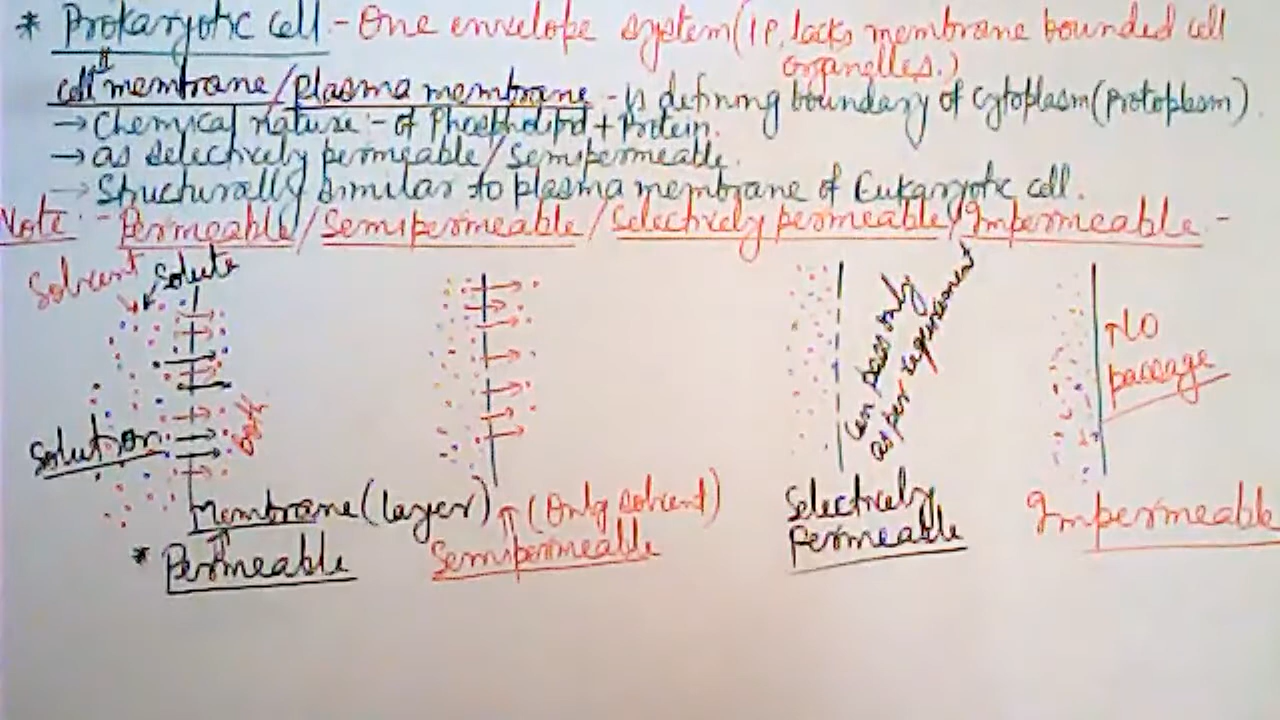 * Prokaryotic cell :- One envelope system (i.e. lacks membrane bounded cell
organelles.)
cell membrane/plasma membrane - is defining boundary of cytoplasm (protoplasm).
→ Chemical nature :- of Phospholipid + Protein.
→ as selectively permeable/semipermeable.
→ Structurally similar to plasma membrane of Eukaryotic cell.
Note :- Permeable/Semipermeable/Selectively permeable/Impermeable -
Solvent Solute
Solution
Both
Membrane (layer)
* Permeable
(Only solvent)
Semipermeable
Can pass only
as per requirement
Selectively
Permeable
NO
passage
Impermeable